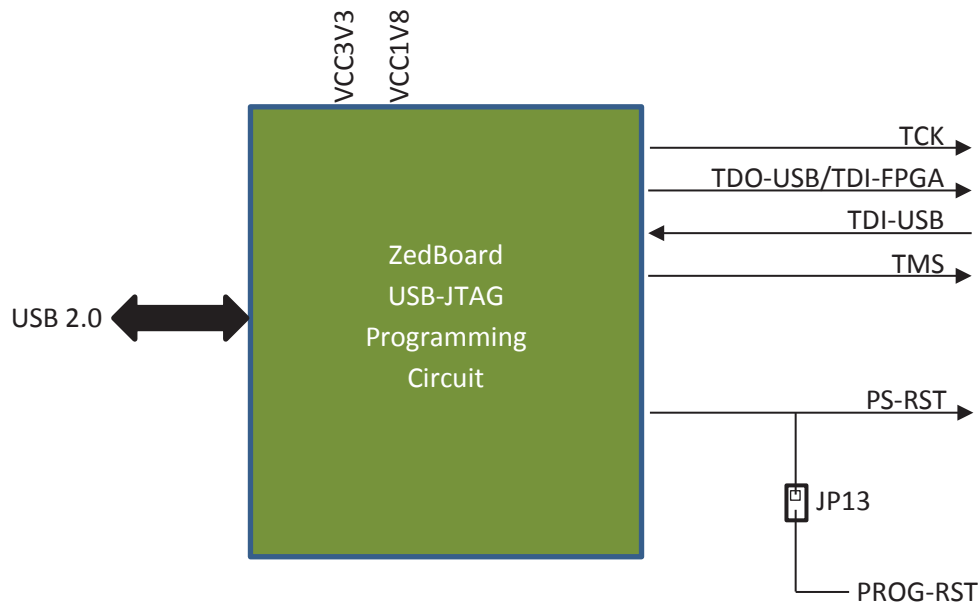 VCC3V3
VCC1V8
TCK
TDO-USB/TDI-FPGA
TDI-USB
TMS
ZedBoard
USB-JTAG
Programming
Circuit
USB 2.0
PS-RST
JP13
PROG-RST